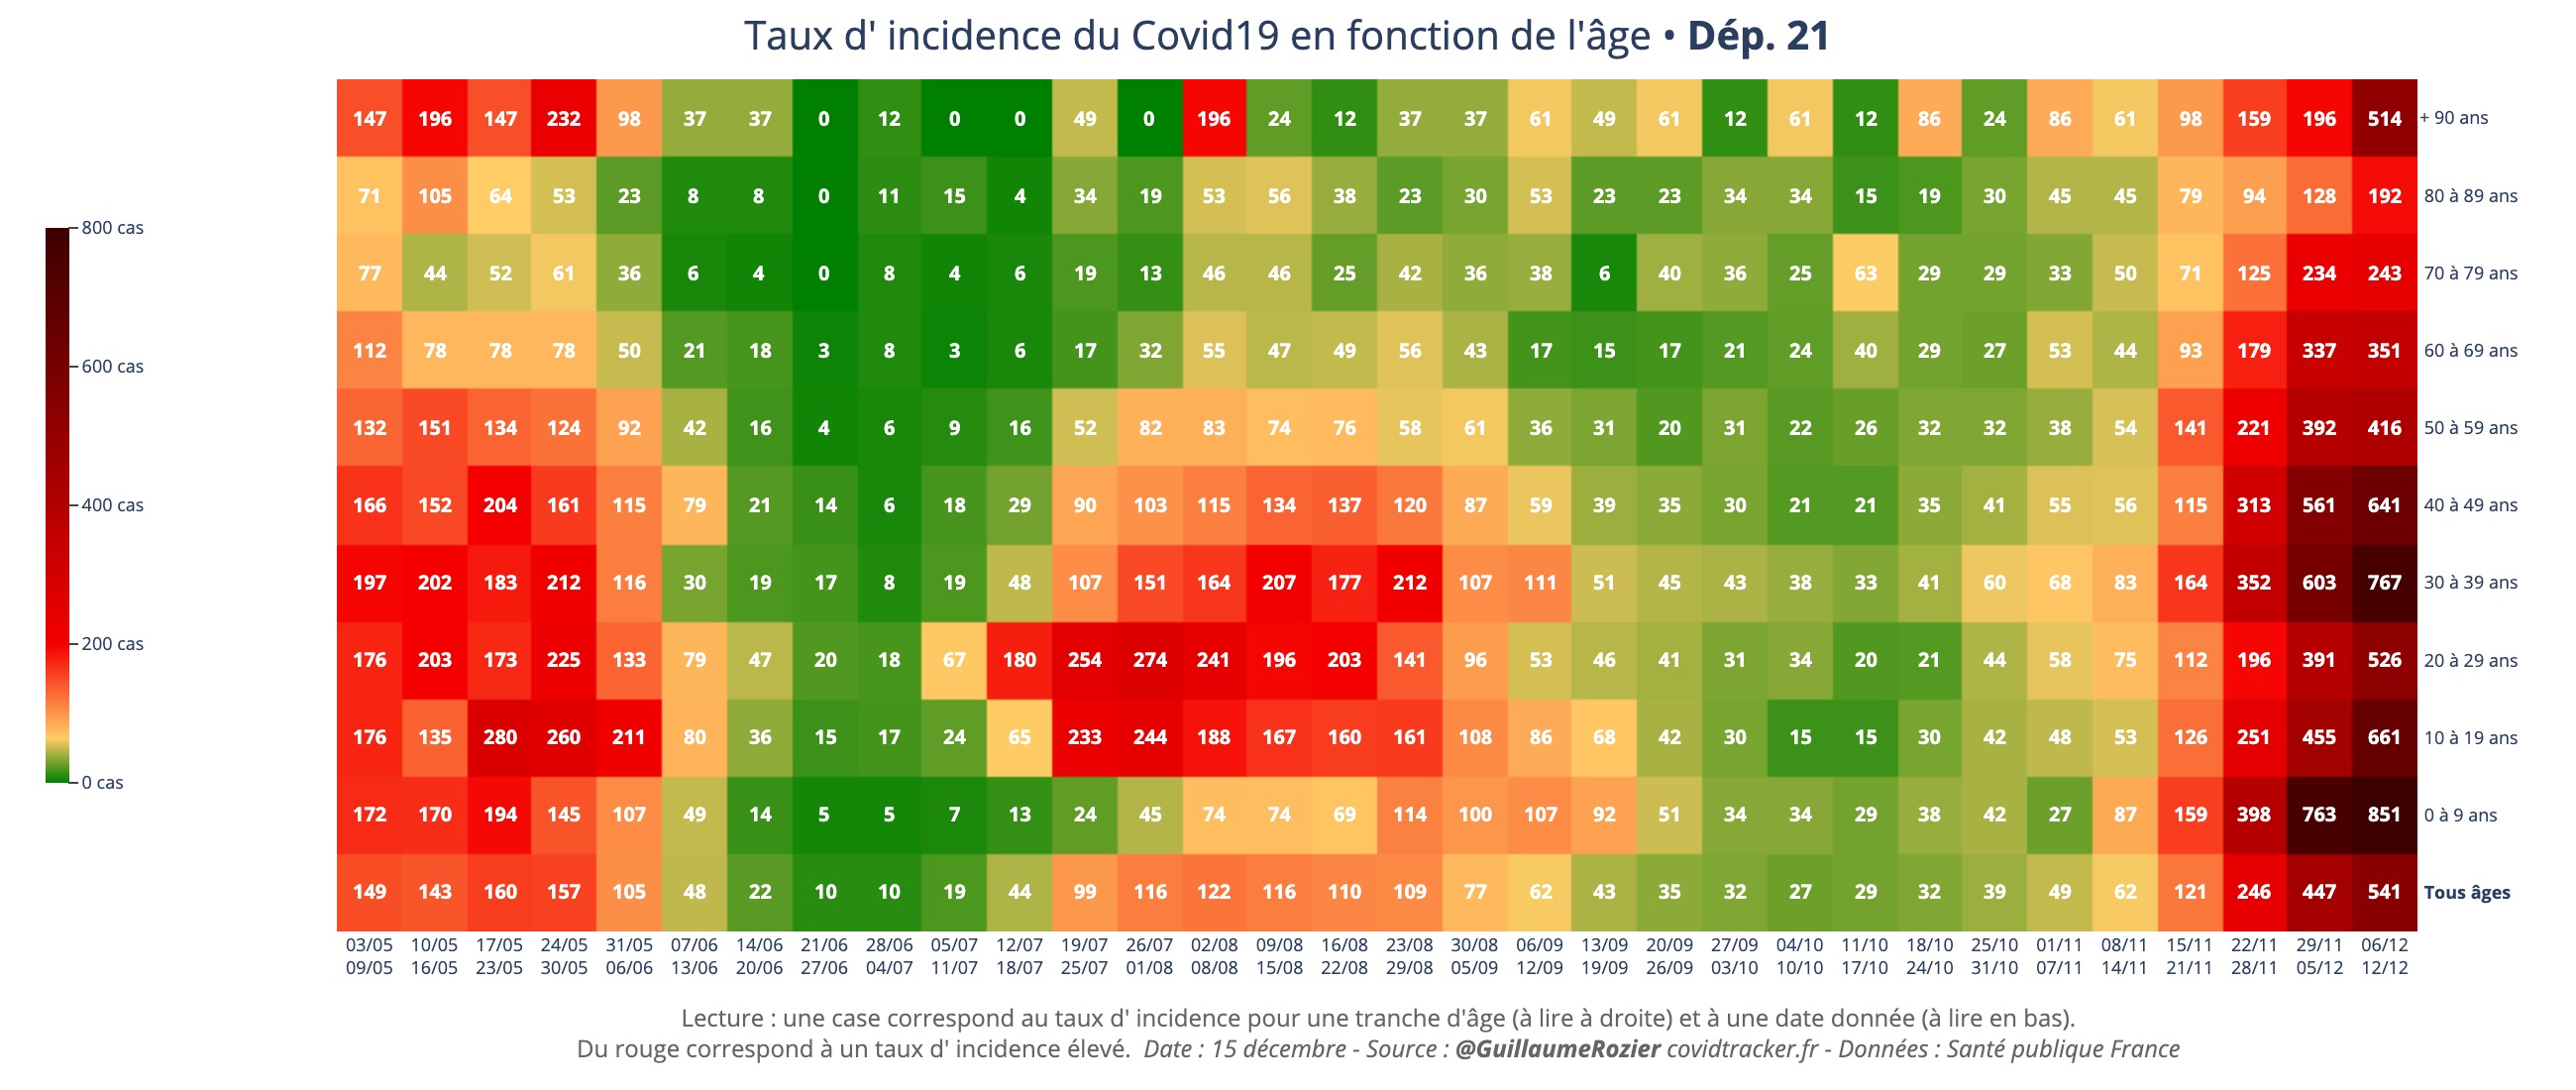 Taux d' incidence du Covid19 en fonction de l'âge • Dép. 21
147 196 147 232 98 37 37 0 12 0 0 49 0 196 24 12 37 37 61 49 61 12 61 12 86 24 86 61 98 159 196 514 + 90 ans
71 105 64 53 23 8 8 0 11 15 4 34 19 53 56 38 23 30 53 23 23 34 34 15 19 30 45 45 79 94 128 192 80 à 89 ans
800 cas
77 44 52 61 36 6 4 0 8 4 6 19 13 46 46 25 42 36 38 6 40 36 25 63 29 29 33 50 71 125 234 243 70 à 79 ans
112 78 78 78 50 21 18 3 8 3 6 17 32 55 47 49 56 43 17 15 17 21 24 40 29 27 53 44 93 179 337 351 60 à 69 ans
600 cas
132 151 134 124 92 42 16 4 6 9 16 52 82 83 74 76 58 61 36 31 20 31 22 26 32 32 38 54 141 221 392 416 50 à 59 ans
400 cas
166 152 204 161 115 79 21 14 6 18 29 90 103 115 134 137 120 87 59 39 35 30 21 21 35 41 55 56 115 313 561 641 40 à 49 ans
197 202 183 212 116 30 19 17 8 19 48 107 151 164 207 177 212 107 111 51 45 43 38 33 41 60 68 83 164 352 603 767 30 à 39 ans
200 cas
176 203 173 225 133 79 47 20 18 67 180 254 274 241 196 203 141 96 53 46 41 31 34 20 21 44 58 75 112 196 391 526 20 à 29 ans
176 135 280 260 211 80 36 15 17 24 65 233 244 188 167 160 161 108 86 68 42 30 15 15 30 42 48 53 126 251 455 661 10 à 19 ans
0 cas
172 170 194 145 107 49 14 5 5 7 13 24 45 74 74 69 114 100 107 92 51 34 34 29 38 42 27 87 159 398 763 851 0 à 9 ans
149 143 160 157 105 48 22 10 10 19 44 99 116 122 116 110 109 77 62 43 35 32 27 29 32 39 49 62 121 246 447 541 Tous âges
03/05 10/05 17/05 24/05 31/05 07/06 14/06 21/06 28/06 05/07 12/07 19/07 26/07 02/08 09/08 16/08 23/08 30/08 06/09 13/09 20/09 27/09 04/10 11/10 18/10 25/10 01/11 08/11 15/11 22/11 29/11 06/12
09/05 16/05 23/05 30/05 06/06 13/06 20/06 27/06 04/07 11/07 18/07 25/07 01/08 08/08 15/08 22/08 29/08 05/09 12/09 19/09 26/09 03/10 10/10 17/10 24/10 31/10 07/11 14/11 21/11 28/11 05/12 12/12
Lecture : une case correspond au taux d' incidence pour une tranche d'âge (à lire à droite) et à une date donnée (à lire en bas).
Du rouge correspond à un taux d' incidence élevé. Date : 15 décembre - Source : @GuillaumeRozier covidtracker.fr - Données : Santé publique France